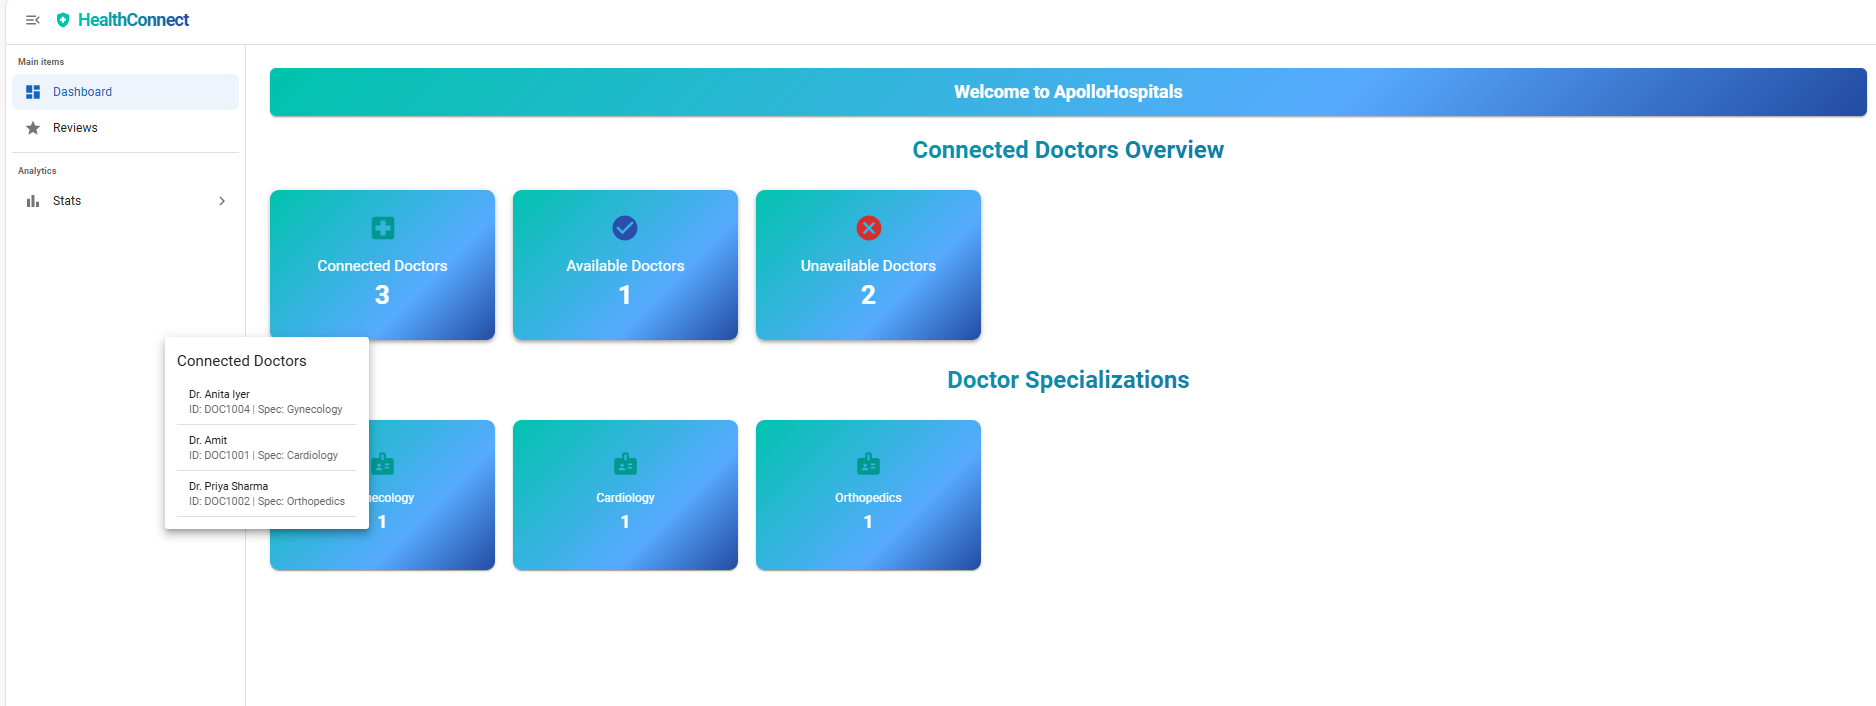 HealthConnect
Main items
Dashboard
Reviews
Analytics
Stats
Welcome to ApolloHospitals
Connected Doctors Overview
Connected Doctors
3
Available Doctors
1
Unavailable Doctors
2
Connected Doctors
Dr. Anita Iyer
ID: DOC1004 | Spec: Gynecology
Dr. Amit
ID: DOC1001 | Spec: Cardiology
Dr. Priya Sharma
ID: DOC1002 | Spec: Orthopedics
Doctor Specializations
ecology
1
Cardiology
1
Orthopedics
1